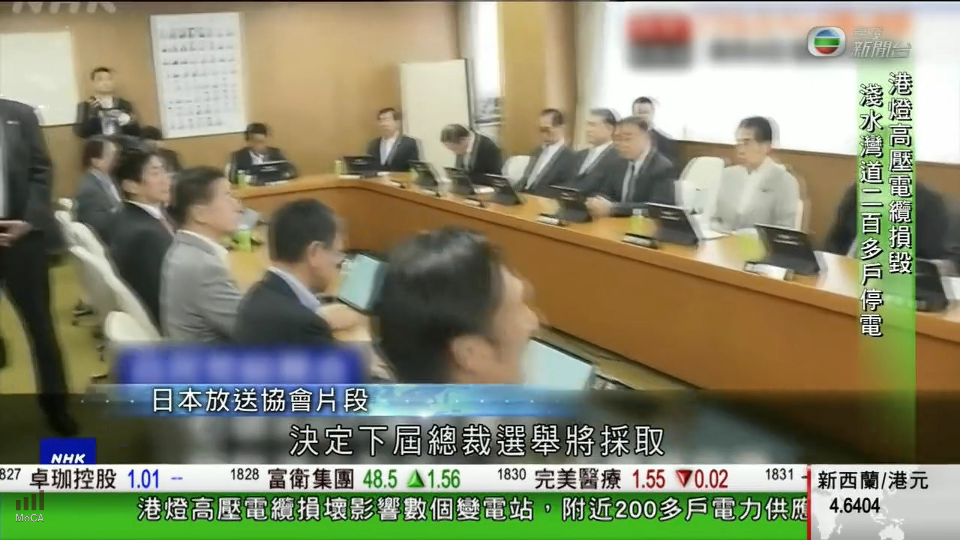 NHK
無綫新聞台
港燈高壓電纜損毀
淺水灣道二百多戶停電
日本放送協會片段
決定下屆總裁選舉將採取
NHK
827 卓珈控股 1.01 -- 1828 富衛集團 48.5 ▲1.56 1830 完美醫療 1.55 ▼0.02 1831
新西蘭/港元
4.6404
港燈高壓電纜損壞影響數個變電站，附近200多戶電力供應
MoCA